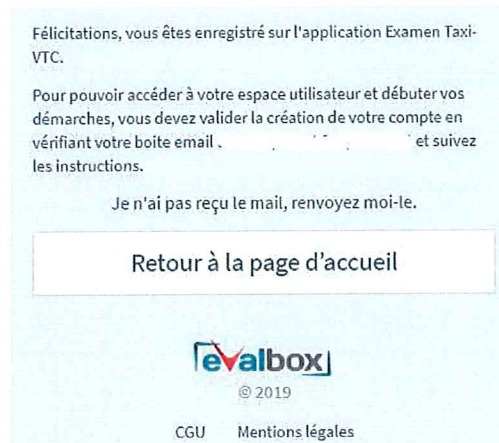 Félicitations, vous êtes enregistré sur l'application Examen Taxi-
VTC.
Pour pouvoir accéder à votre espace utilisateur et débuter vos
démarches, vous devez valider la création de votre compte en
vérifiant votre boite email . et suivez
les instructions.
Je n'ai pas reçu le mail, renvoyez moi-le.
Retour à la page d'accueil
evalbox
© 2019
CGU Mentions légales